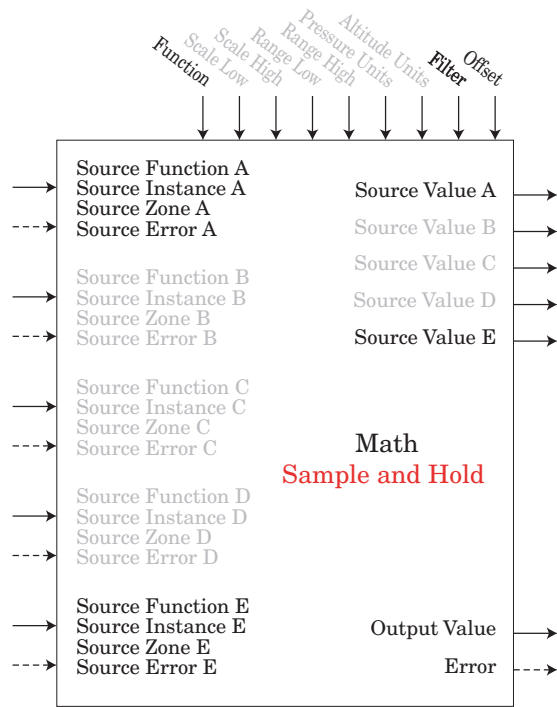 Function
Scale Low
Scale High
Range Low
Range High
Pressure Units
Altitude Units
Filter
Offset
Source Function A
Source Instance A
Source Zone A
Source Error A
Source Function B
Source Instance B
Source Zone B
Source Error B
Source Function C
Source Instance C
Source Zone C
Source Error C
Source Function D
Source Instance D
Source Zone D
Source Error D
Source Function E
Source Instance E
Source Zone E
Source Error E
Source Value A
Source Value B
Source Value C
Source Value D
Source Value E
Math
Sample and Hold
Output Value
Error